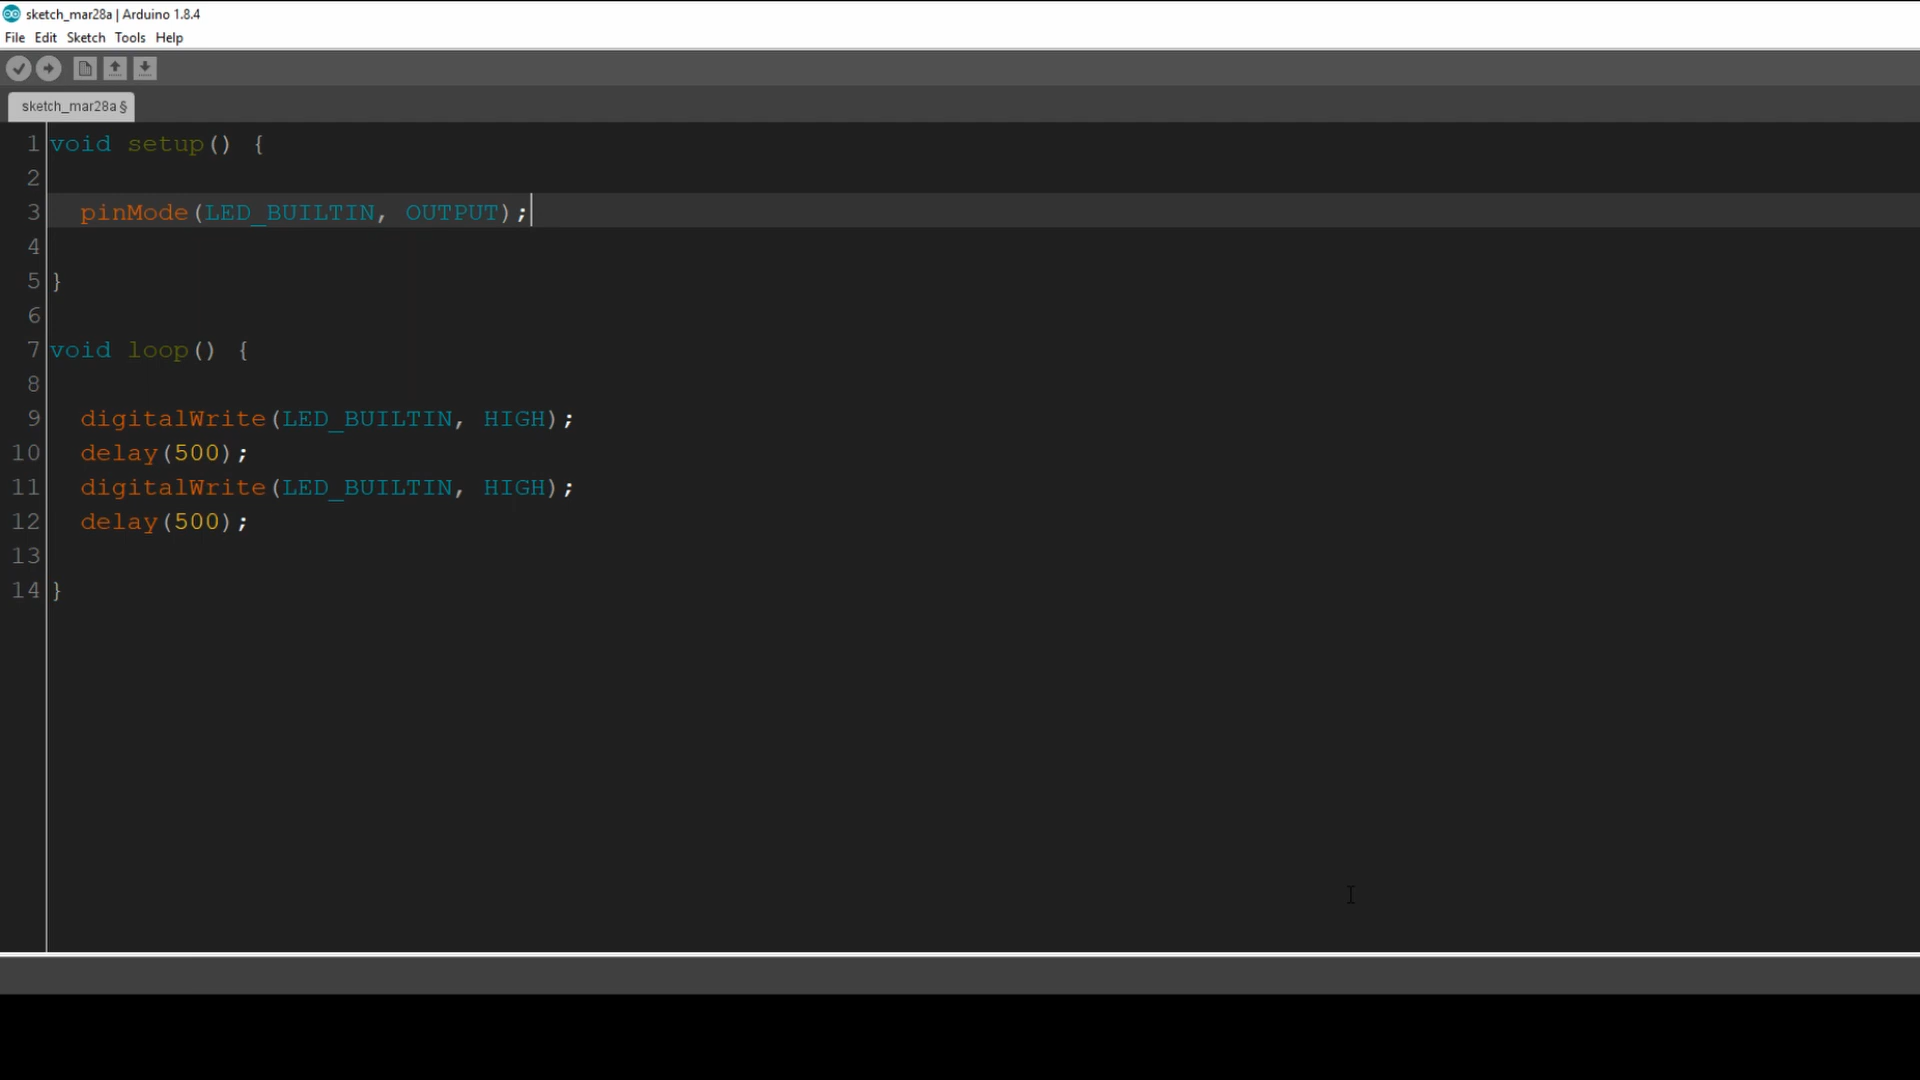 sketch_mar28a | Arduino 1.8.4
File Edit Sketch Tools Help
sketch_mar28a §
1 void setup() {
2
3   pinMode(LED_BUILTIN, OUTPUT);
4
5 }
6
7 void loop() {
8
9   digitalWrite(LED_BUILTIN, HIGH);
10   delay(500);
11   digitalWrite(LED_BUILTIN, HIGH);
12   delay(500);
13
14 }